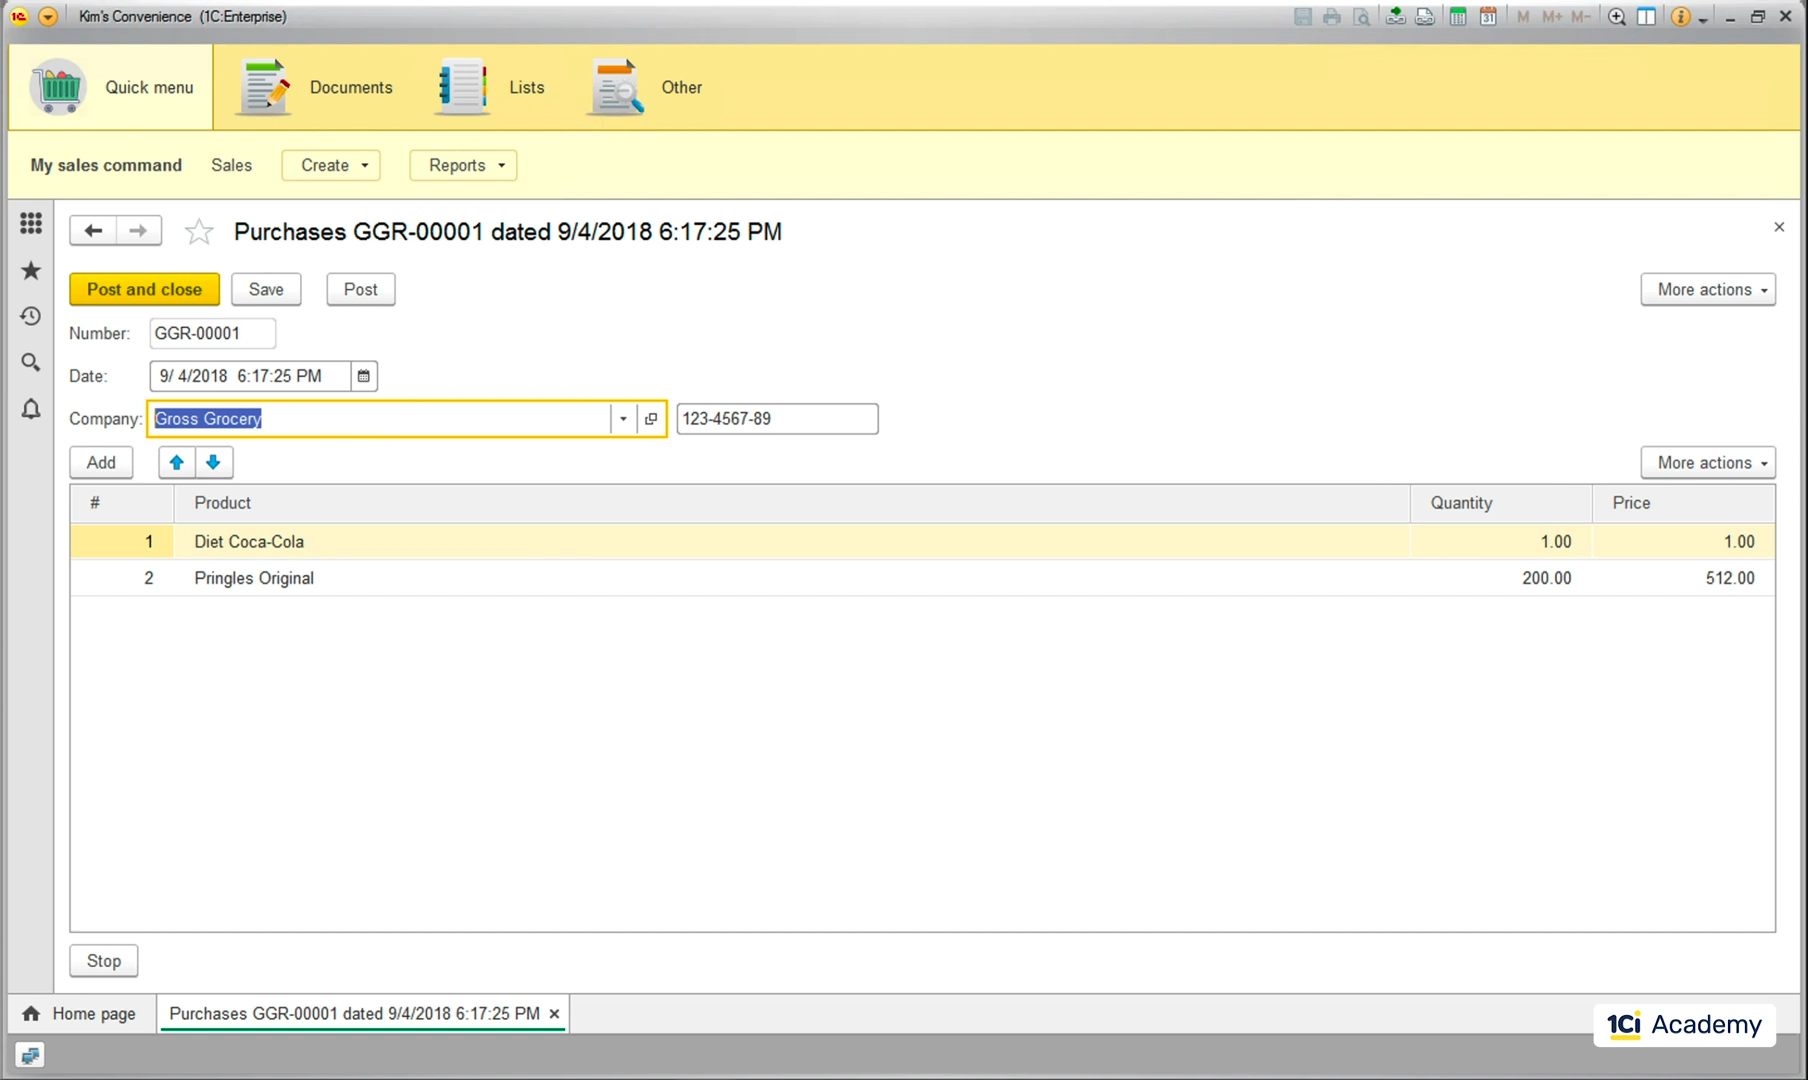 Kim's Convenience (1C:Enterprise)
31 M M+ M-
Quick menu Documents Lists Other
My sales command Sales Create Reports
Purchases GGR-00001 dated 9/4/2018 6:17:25 PM
Post and close Save Post More actions
Number: GGR-00001
Date: 9/ 4/2018 6:17:25 PM
Company: Gross Grocery 123-4567-89
Add More actions
# Product Quantity Price
1 Diet Coca-Cola 1.00 1.00
2 Pringles Original 200.00 512.00
Stop
Home page Purchases GGR-00001 dated 9/4/2018 6:17:25 PM
1Ci Academy